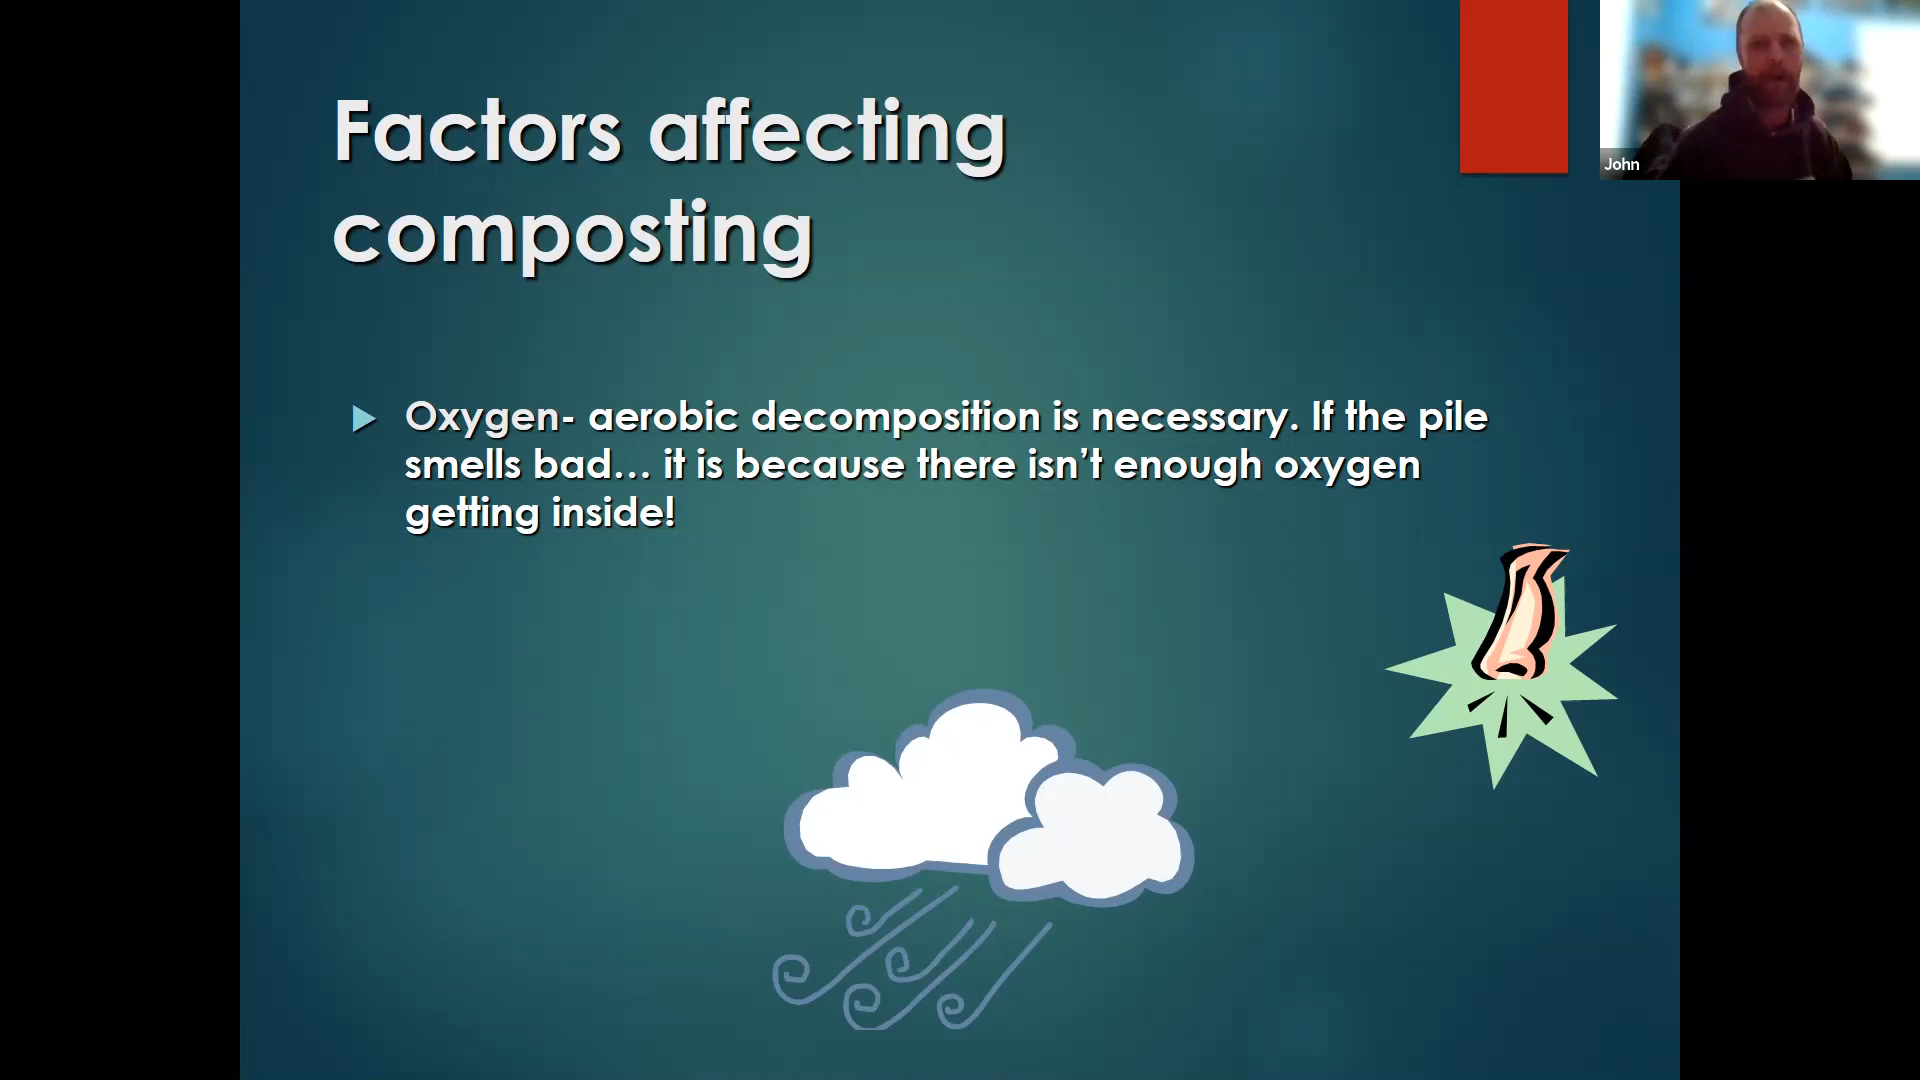 Factors affecting
composting
Oxygen- aerobic decomposition is necessary. If the pile
smells bad… it is because there isn’t enough oxygen
getting inside!
John